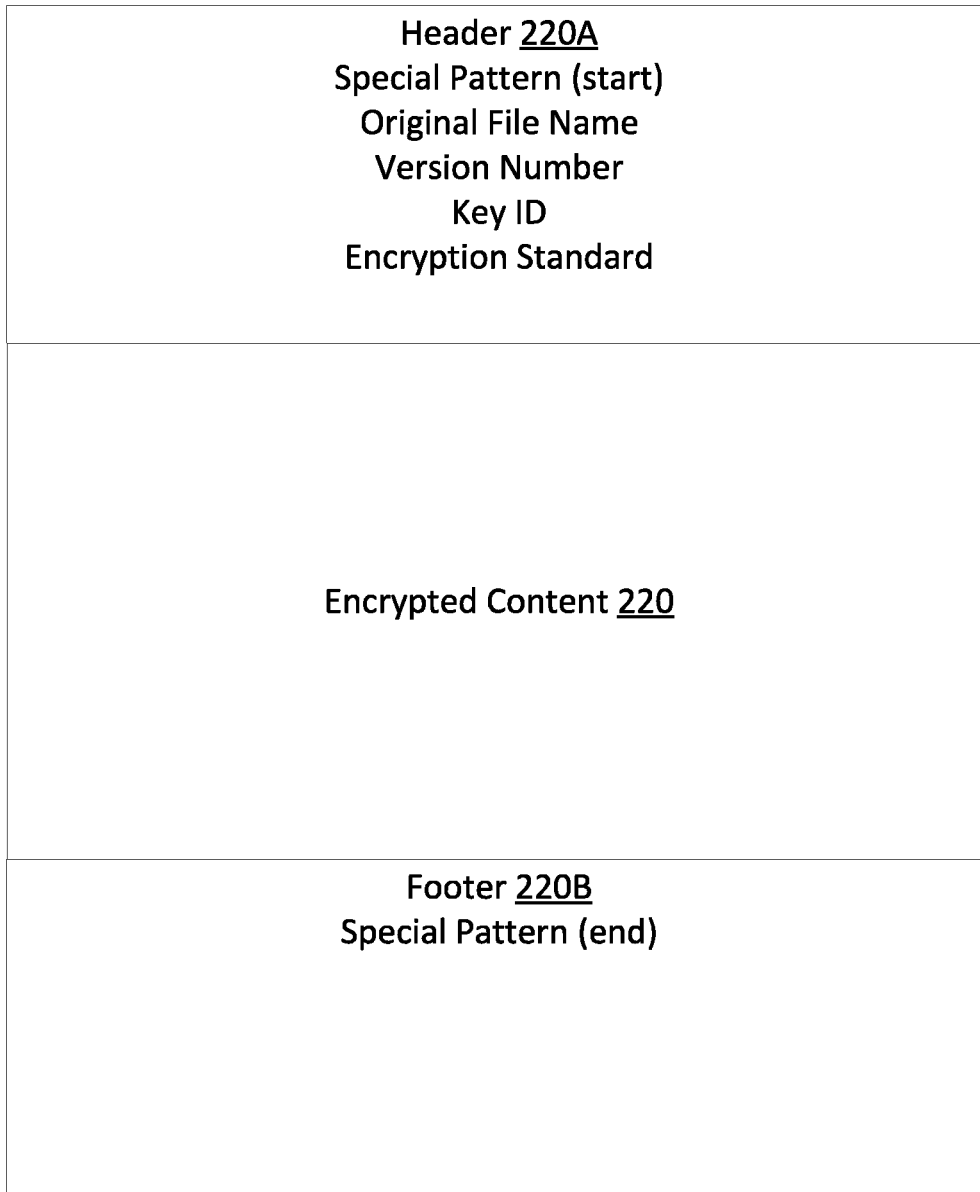 Header 220A
Special Pattern (start)
Original File Name
Version Number
Key ID
Encryption Standard
Encrypted Content 220
Footer 220B
Special Pattern (end)